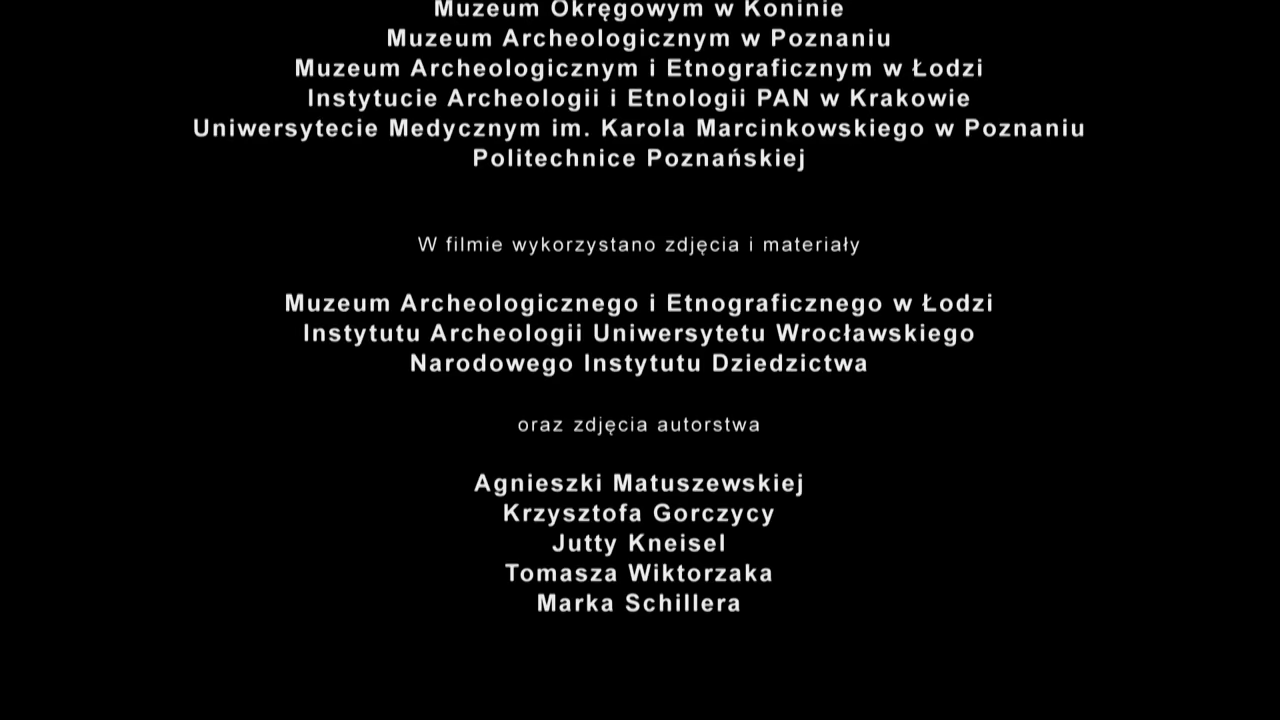 Muzeum Okręgowym w Koninie
Muzeum Archeologicznym w Poznaniu
Muzeum Archeologicznym i Etnograficznym w Łodzi
Instytucie Archeologii i Etnologii PAN w Krakowie
Uniwersytecie Medycznym im. Karola Marcinkowskiego w Poznaniu
Politechnice Poznańskiej
W filmie wykorzystano zdjęcia i materiały
Muzeum Archeologicznego i Etnograficznego w Łodzi
Instytutu Archeologii Uniwersytetu Wrocławskiego
Narodowego Instytutu Dziedzictwa
oraz zdjęcia autorstwa
Agnieszki Matuszewskiej
Krzysztofa Gorczycy
Jutty Kneisel
Tomasza Wiktorzaka
Marka Schillera